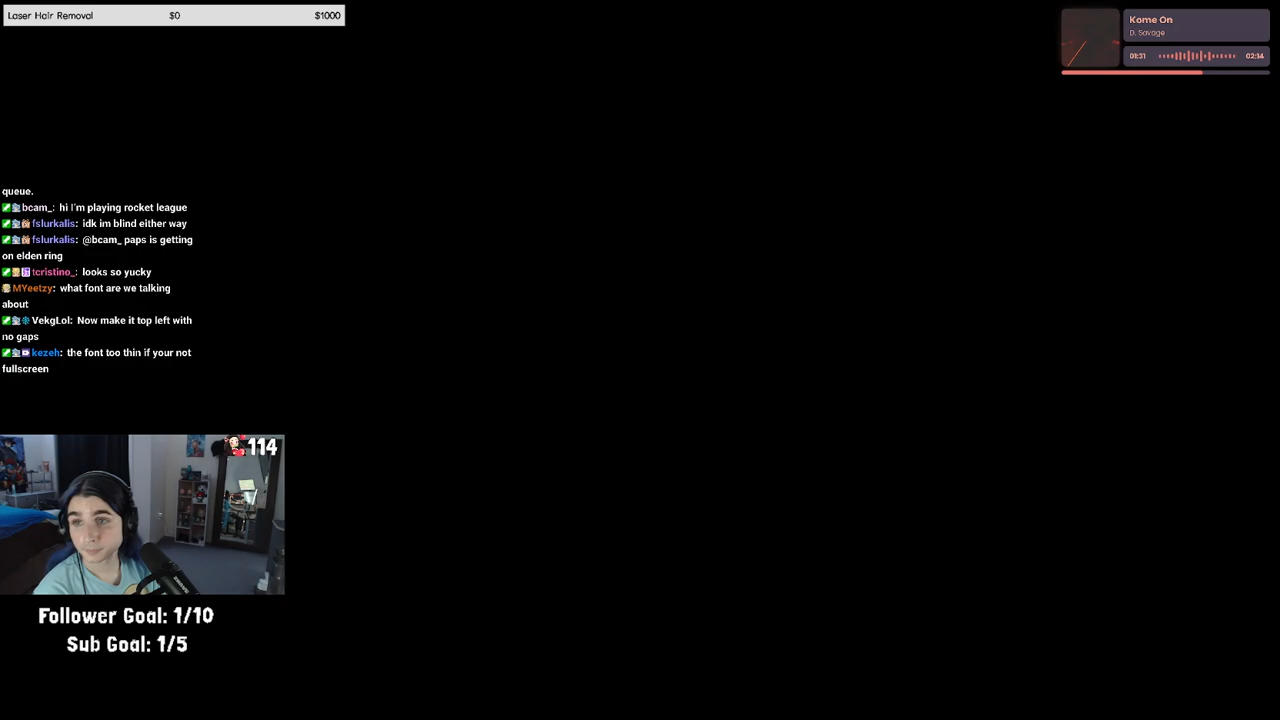 Laser Hair Removal $0 $1000
Kome On
D. Savage
01:31 02:14
queue.
bcam_: hi I'm playing rocket league
fslurkalis: idk im blind either way
fslurkalis: @bcam_ paps is getting
on elden ring
tcristino_: looks so yucky
MYeetzy: what font are we talking
about
VekgLol: Now make it top left with
no gaps
kezeh: the font too thin if your not
fullscreen
114
Follower Goal: 1/10
Sub Goal: 1/5